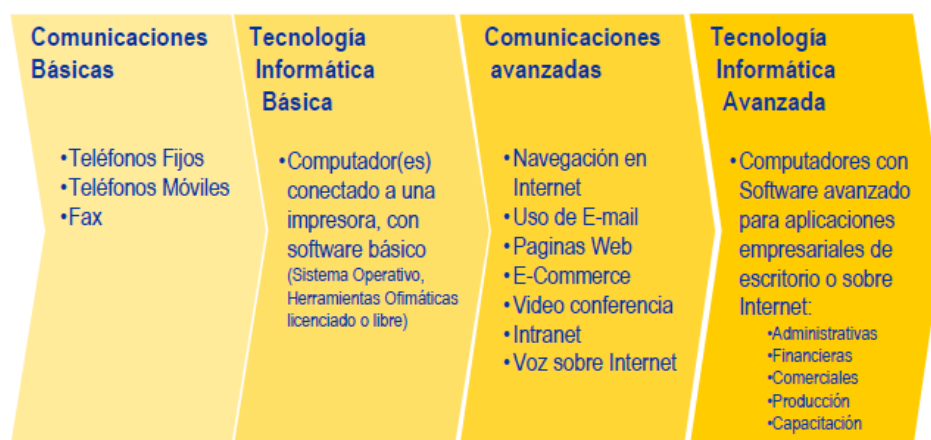 Comunicaciones
Básicas
•Teléfonos Fijos
•Teléfonos Móviles
•Fax
Tecnología
Informática
Básica
•Computador(es)
conectado a una
impresora, con
software básico
(Sistema Operativo,
Herramientas Ofimáticas
licenciado o libre)
Comunicaciones
avanzadas
•Navegación en
Internet
•Uso de E-mail
•Paginas Web
•E-Commerce
•Video conferencia
•Intranet
•Voz sobre Internet
Tecnología
Informática
Avanzada
•Computadores con
Software avanzado
para aplicaciones
empresariales de
escritorio o sobre
Internet:
•Administrativas
•Financieras
•Comerciales
•Producción
•Capacitación